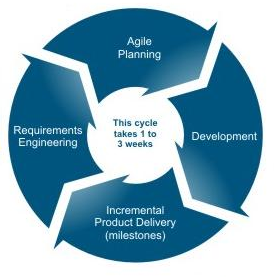 Agile
Planning
This cycle
takes 1 to
3 weeks
Requirements
Engineering
Development
Incremental
Product Delivery
(milestones)